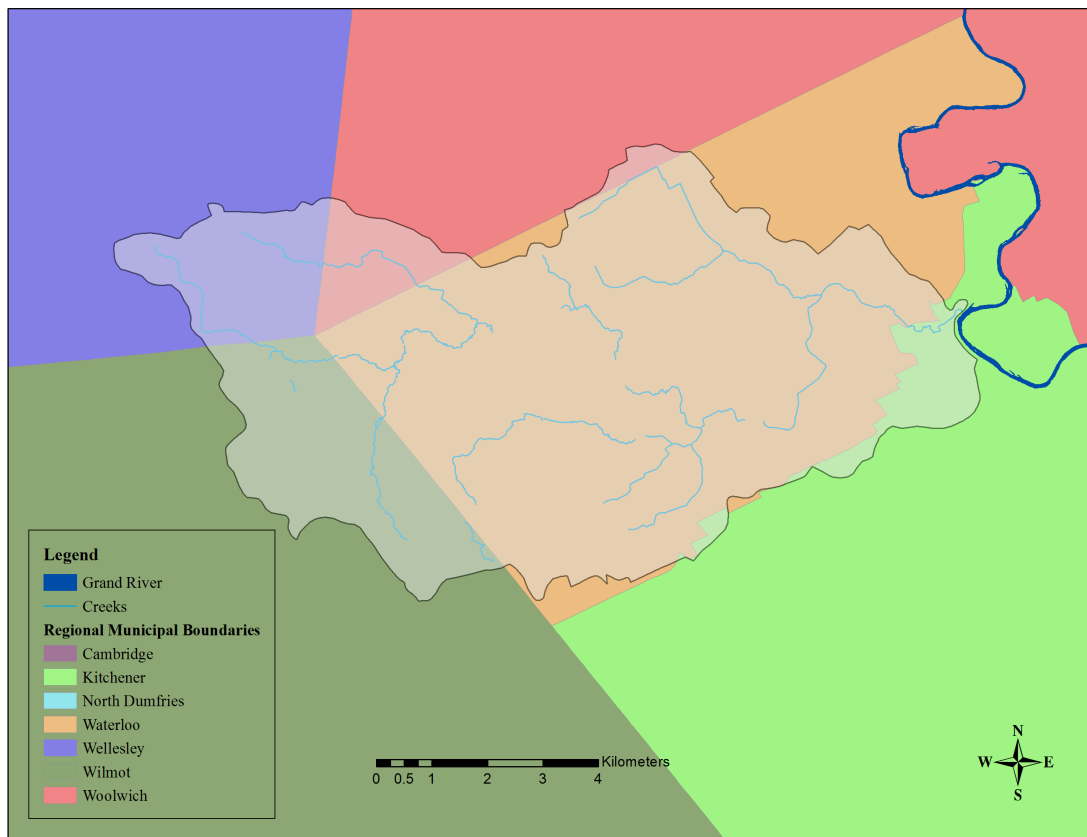 Legend
Grand River
Creeks
Regional Municipal Boundaries
Cambridge
Kitchener
North Dumfries
Waterloo
Wellesley
Wilmot
Woolwich
Kilometers
0 0.5 1 2 3 4
N
W E
S